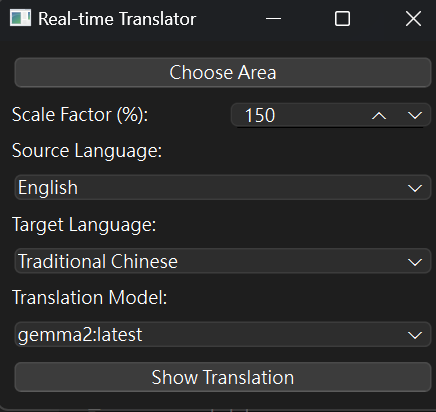 Real-time Translator
Choose Area
Scale Factor (%): 150
Source Language:
English
Target Language:
Traditional Chinese
Translation Model:
gemma2:latest
Show Translation